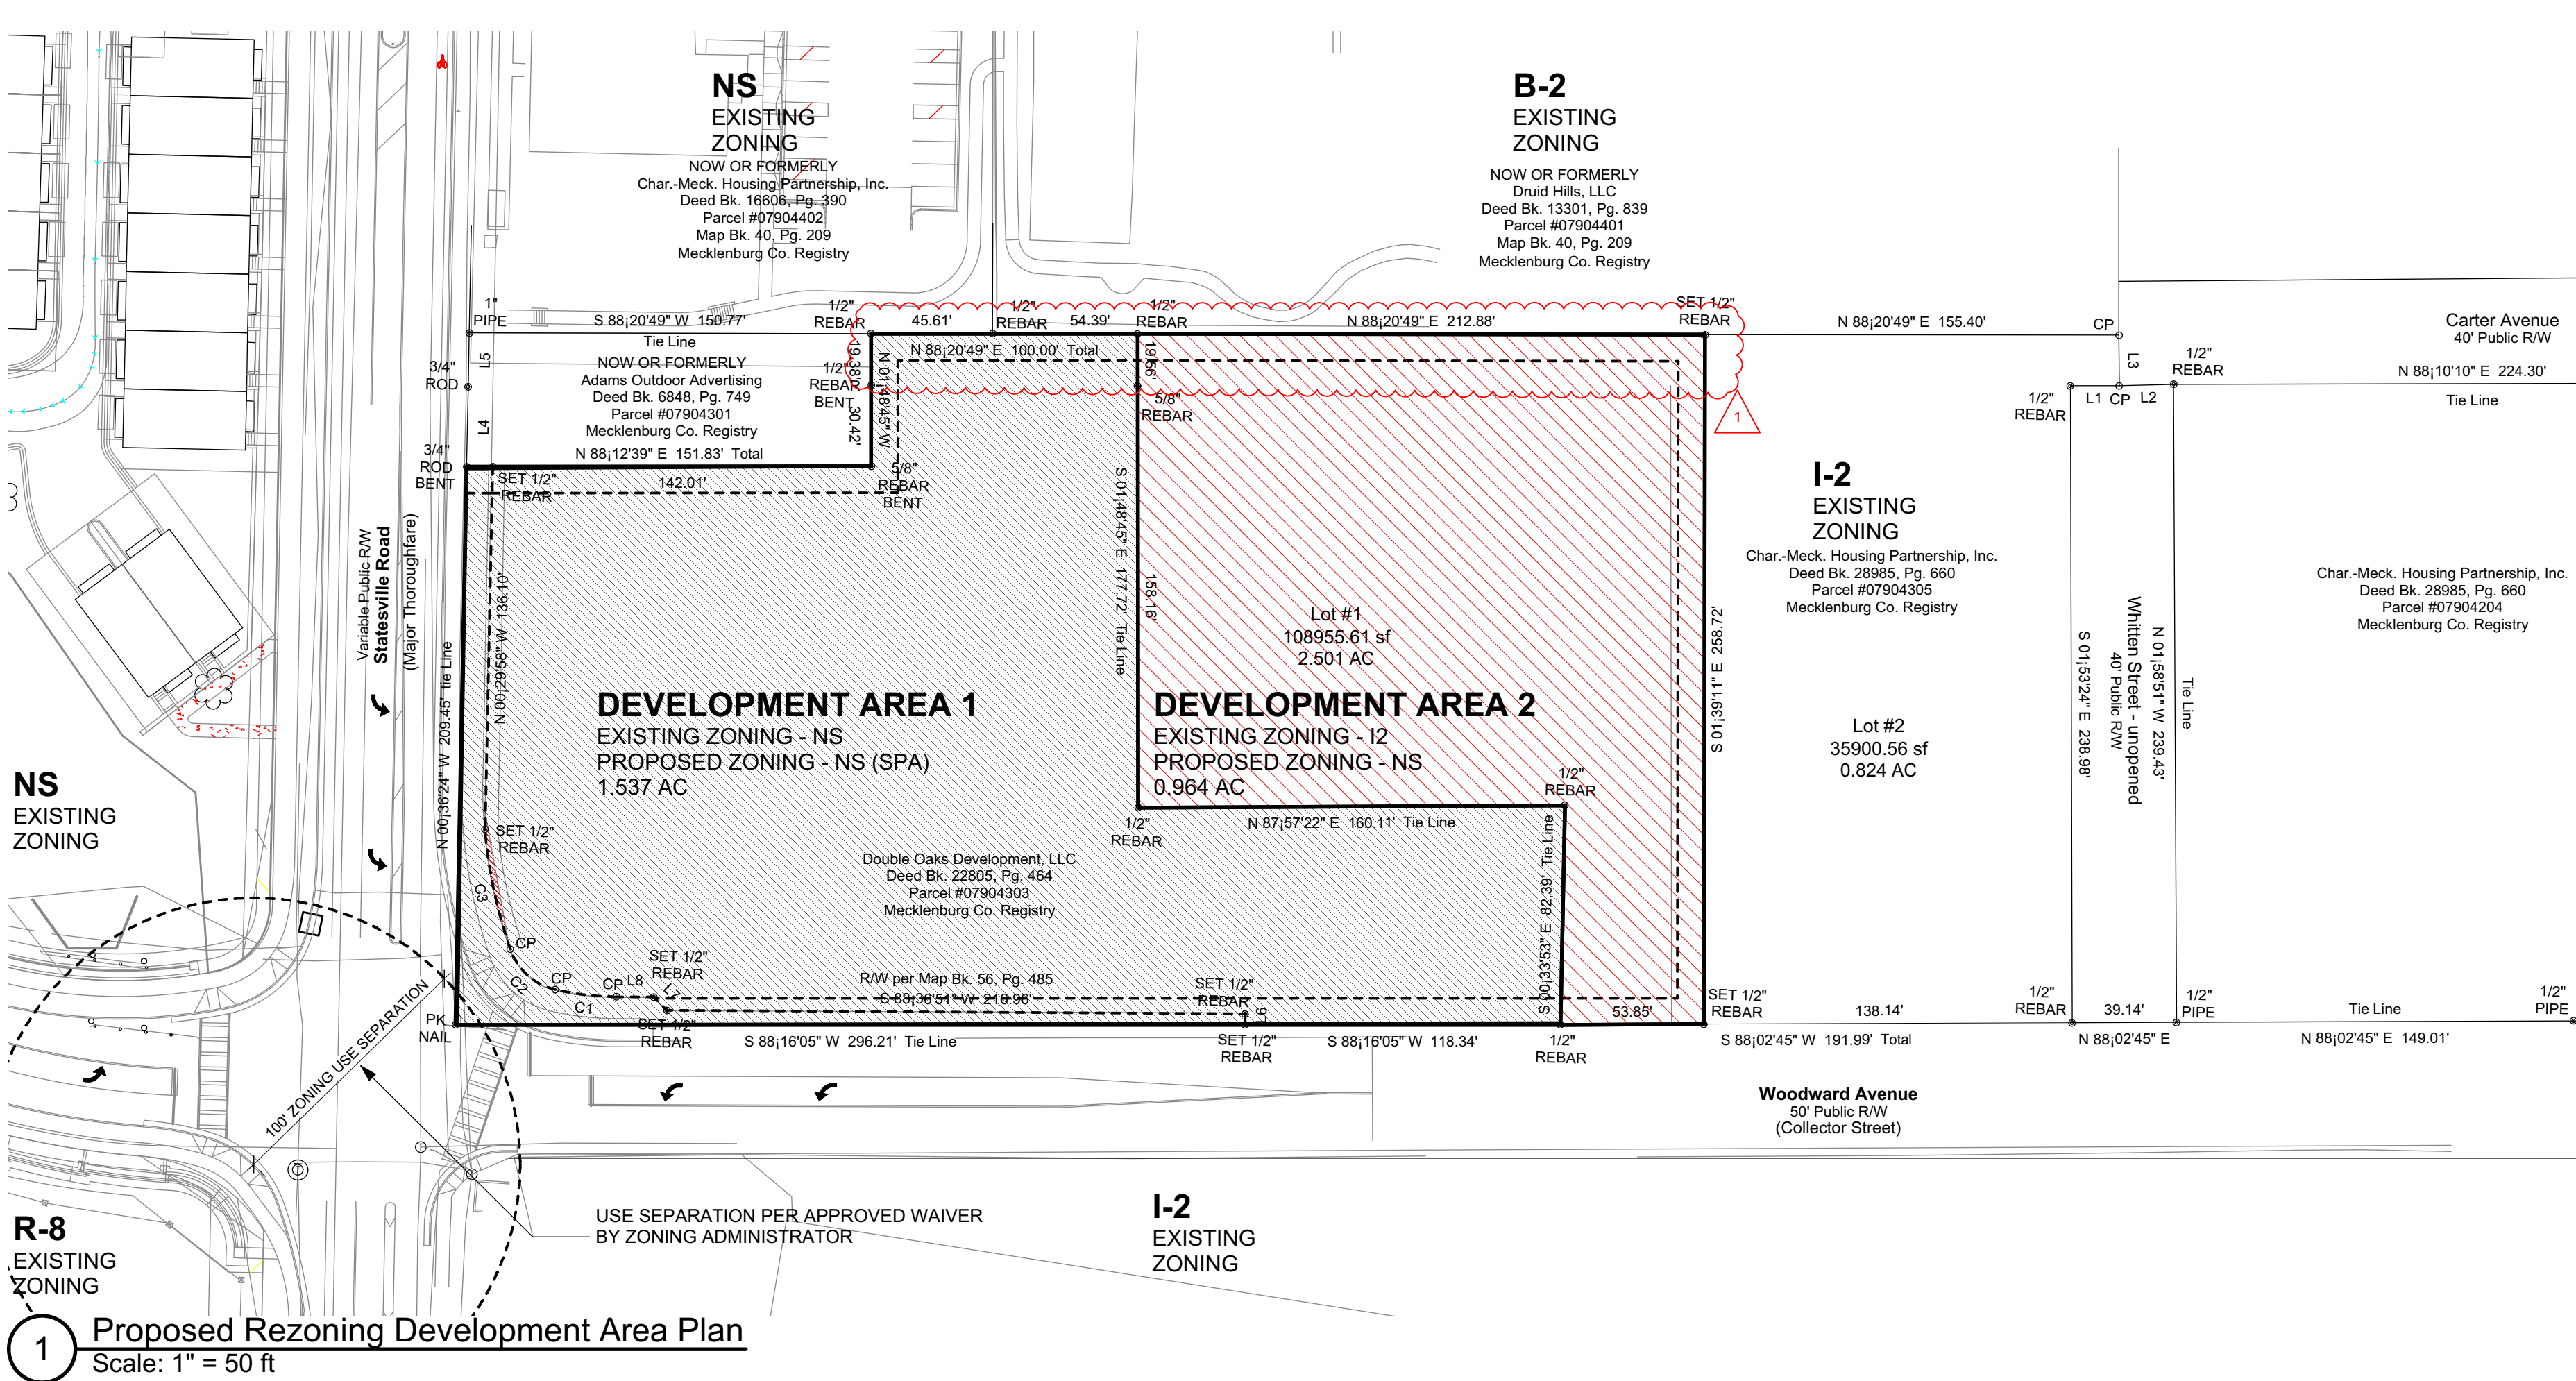 NS
EXISTING
ZONING
NOW OR FORMERLY
Char.-Meck. Housing Partnership, Inc.
Deed Bk. 16606, Pg. 390
Parcel #07904402
Map Bk. 40, Pg. 209
Mecklenburg Co. Registry
B-2
EXISTING
ZONING
NOW OR FORMERLY
Druid Hills, LLC
Deed Bk. 13301, Pg. 839
Parcel #07904401
Map Bk. 40, Pg. 209
Mecklenburg Co. Registry
1"
PIPE
S 88¡20'49" W 150.77'
Tie Line
1/2"
REBAR
45.61'
1/2"
REBAR
54.39'
1/2"
REBAR
N 88¡20'49" E 212.88'
SET 1/2"
REBAR
N 88¡20'49" E 155.40'
CP
Carter Avenue
40' Public R/W
N 88¡20'49" E 100.00' Total
19.38'
N 01¡48'45" W
30.42'
19.56'
L5
3/4"
ROD
L4
3/4"
ROD
BENT
NOW OR FORMERLY
Adams Outdoor Advertising
Deed Bk. 6848, Pg. 749
Parcel #07904301
Mecklenburg Co. Registry
N 88¡12'39" E 151.83' Total
1/2"
REBAR
BENT
5/8"
REBAR
1
L3
1/2"
REBAR
N 88¡10'10" E 224.30'
Tie Line
1/2"
REBAR
L1 CP L2
SET 1/2"
REBAR
142.01'
5/8"
REBAR
BENT
I-2
EXISTING
ZONING
Char.-Meck. Housing Partnership, Inc.
Deed Bk. 28985, Pg. 660
Parcel #07904305
Mecklenburg Co. Registry
Char.-Meck. Housing Partnership, Inc.
Deed Bk. 28985, Pg. 660
Parcel #07904204
Mecklenburg Co. Registry
Variable Public R/W
Statesville Road
(Major Thoroughfare)
N 00¡36'24" W 209.45' tie Line
N 00¡29'58" W 136.10'
S 01¡48'45" E 177.72' Tie Line
158.16'
Lot #1
108955.61 sf
2.501 AC
S 01¡39'11" E 258.72'
Lot #2
35900.56 sf
0.824 AC
S 01¡53'24" E 238.98'
40' Public R/W
Whitten Street - unopened
N 01¡58'51" W 239.43'
Tie Line
DEVELOPMENT AREA 1
EXISTING ZONING - NS
PROPOSED ZONING - NS (SPA)
1.537 AC
DEVELOPMENT AREA 2
EXISTING ZONING - I2
PROPOSED ZONING - NS
0.964 AC
NS
EXISTING
ZONING
1/2"
REBAR
1/2"
REBAR
N 87¡57'22" E 160.11' Tie Line
S 00¡33'53" E 82.39' Tie Line
SET 1/2"
REBAR
Double Oaks Development, LLC
Deed Bk. 22805, Pg. 464
Parcel #07904303
Mecklenburg Co. Registry
C3
CP
C2
CP
C1
CP
L8
L7
SET 1/2"
REBAR
R/W per Map Bk. 56, Pg. 485
S 88¡36'51" W 216.96'
SET 1/2"
REBAR
L6
53.85'
SET 1/2"
REBAR
138.14'
1/2"
REBAR
39.14'
1/2"
PIPE
Tie Line
1/2"
PIPE
PK
NAIL
SET 1/2"
REBAR
S 88¡16'05" W 296.21' Tie Line
SET 1/2"
REBAR
S 88¡16'05" W 118.34'
1/2"
REBAR
S 88¡02'45" W 191.99' Total
N 88¡02'45" E
N 88¡02'45" E 149.01'
100' ZONING USE SEPARATION
Woodward Avenue
50' Public R/W
(Collector Street)
USE SEPARATION PER APPROVED WAIVER
BY ZONING ADMINISTRATOR
I-2
EXISTING
ZONING
R-8
EXISTING
ZONING
1
Proposed Rezoning Development Area Plan
Scale: 1" = 50 ft